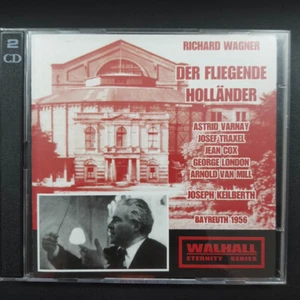 2
CD
RICHARD WAGNER
DER FLIEGENDE
HOLLÄNDER
ASTRID VARNAY
JOSEF TRAXEL
JEAN COX
GEORGE LONDON
ARNOLD VAN MILL
JOSEPH KEILBERTH
BAYREUTH 1956
WALHALL
ETERNITY SERIES